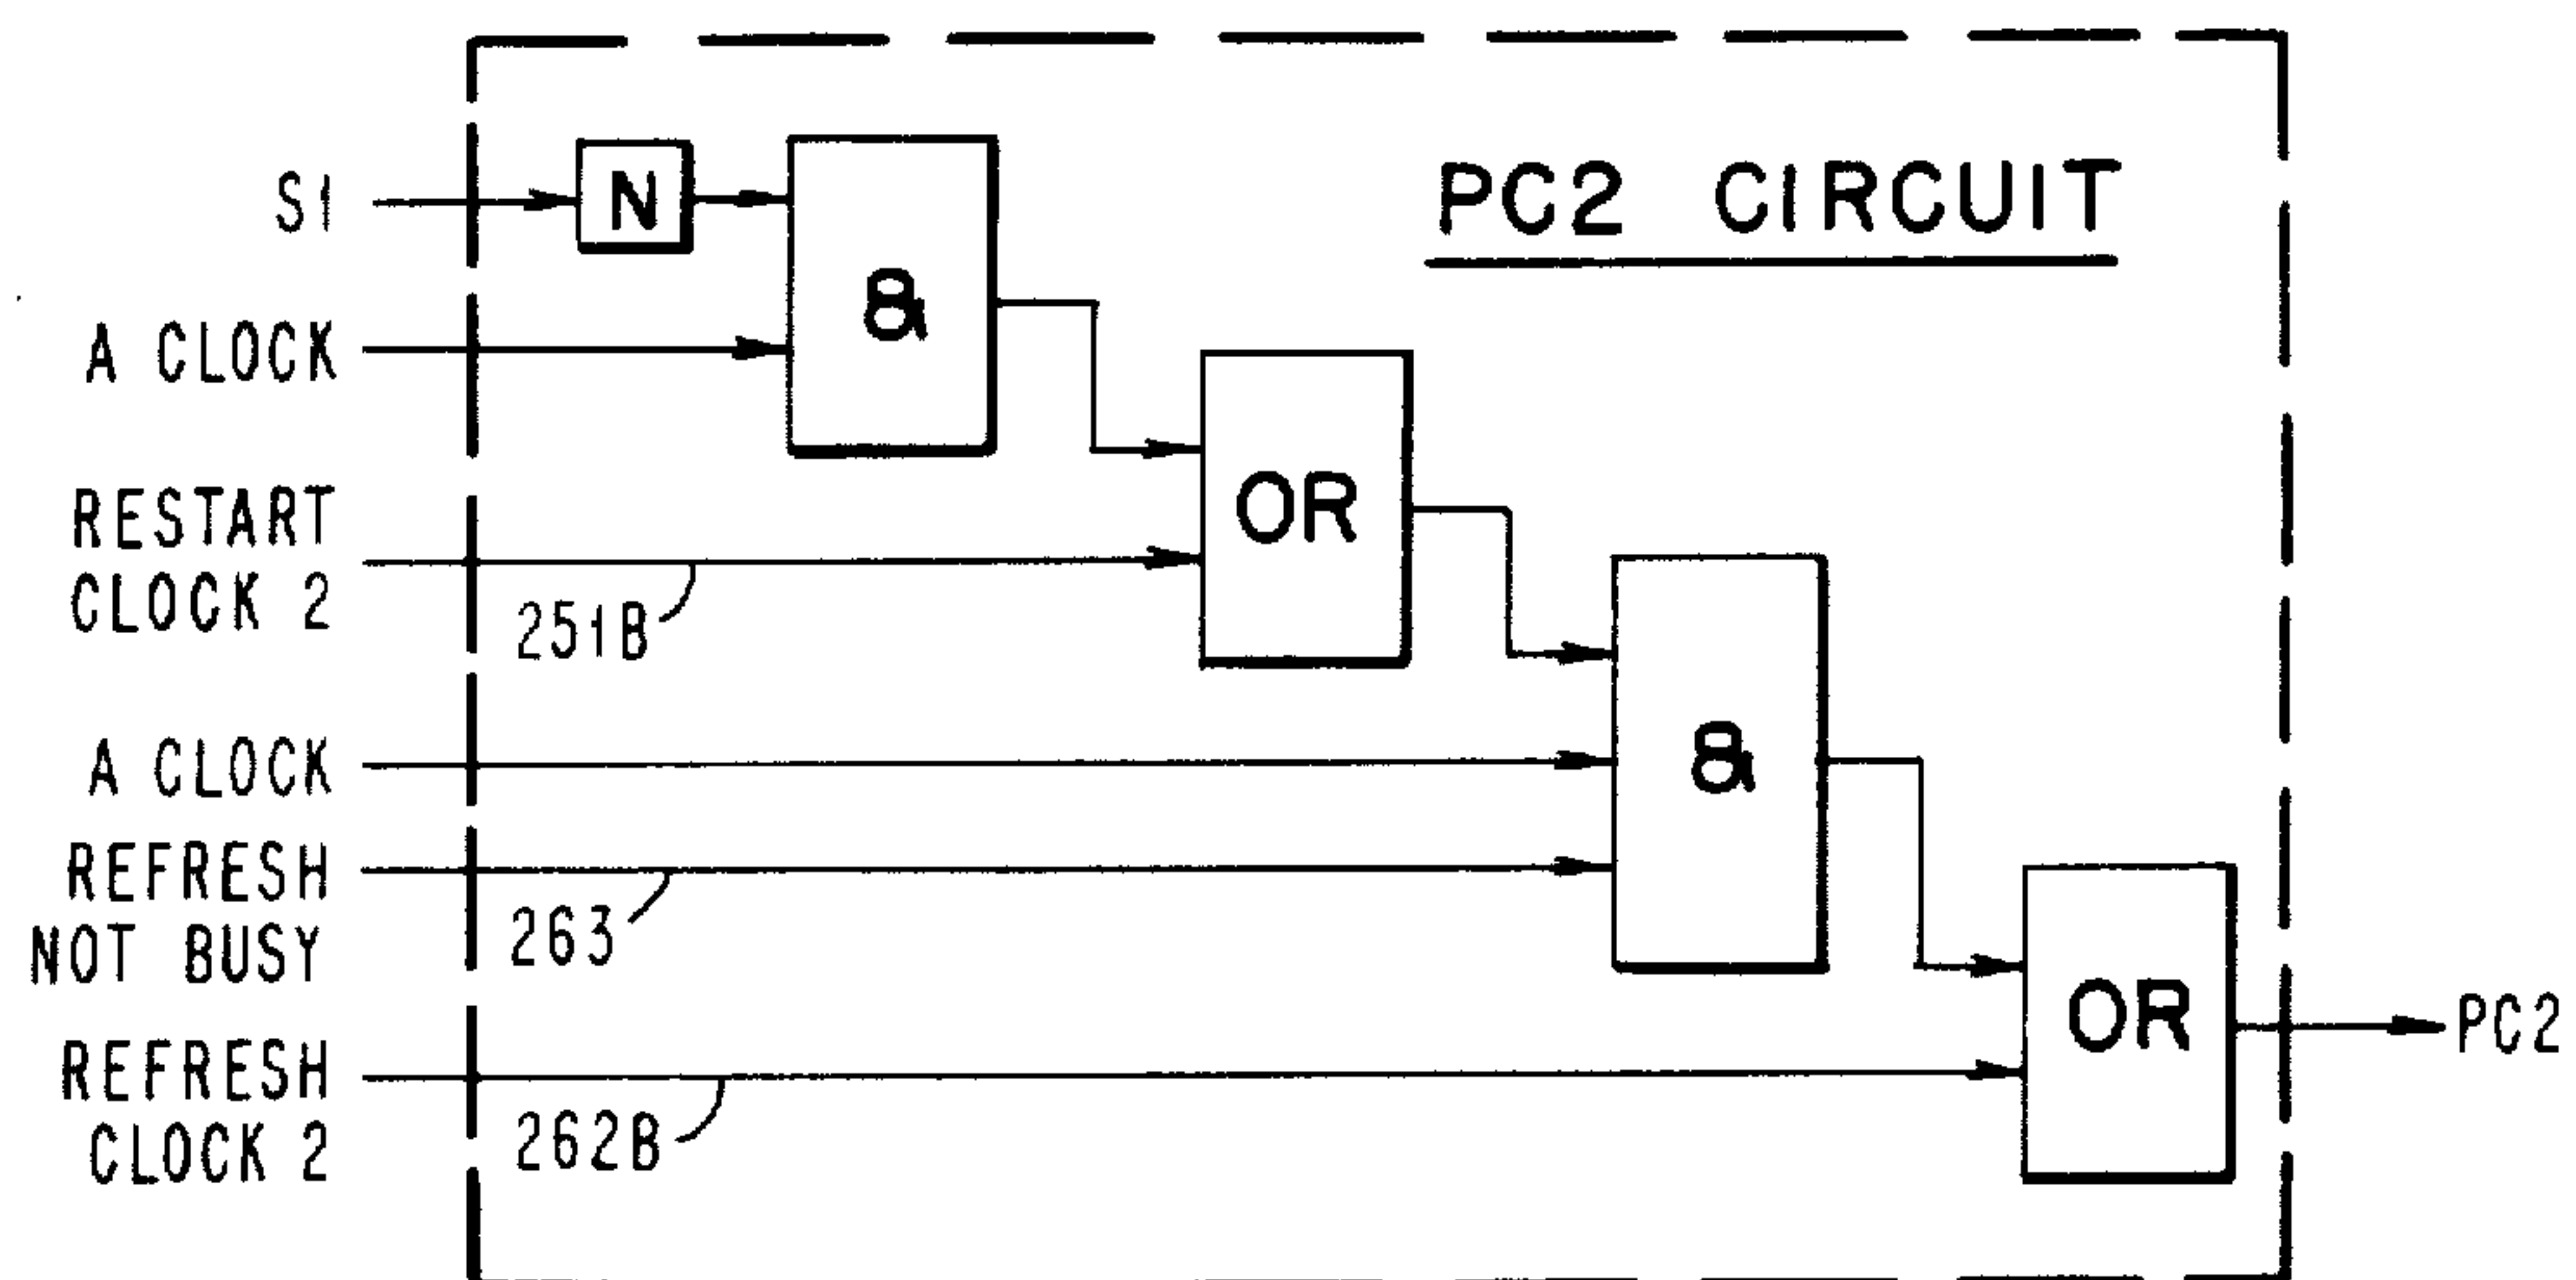 PC2 CIRCUIT
S1
N
&
A CLOCK
OR
RESTART
CLOCK 2
251B
&
A CLOCK
REFRESH
NOT BUSY
263
OR
PC2
REFRESH
CLOCK 2
262B